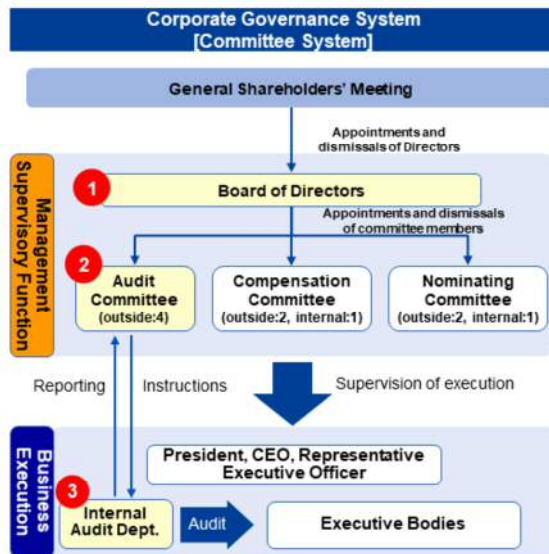 Corporate Governance System
[Committee System]
General Shareholders' Meeting
Appointments and
dismissals of Directors
Management
Supervisory Function
1
Board of Directors
Appointments and dismissals
of committee members
2
Audit
Committee
(outside:4)
Compensation
Committee
(outside:2, internal:1)
Nominating
Committee
(outside:2, internal:1)
Reporting
Instructions
Supervision of execution
Business
Execution
President, CEO, Representative
Executive Officer
3
Internal
Audit Dept.
Audit
Executive Bodies